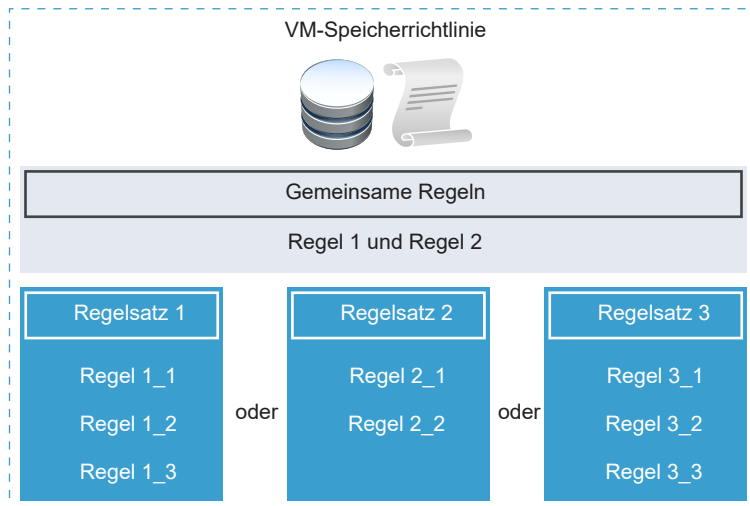 VM-Speicherrichtlinie
Gemeinsame Regeln
Regel 1 und Regel 2
Regelsatz 1
Regel 1_1
Regel 1_2
Regel 1_3
oder
Regelsatz 2
Regel 2_1
Regel 2_2
oder
Regelsatz 3
Regel 3_1
Regel 3_2
Regel 3_3